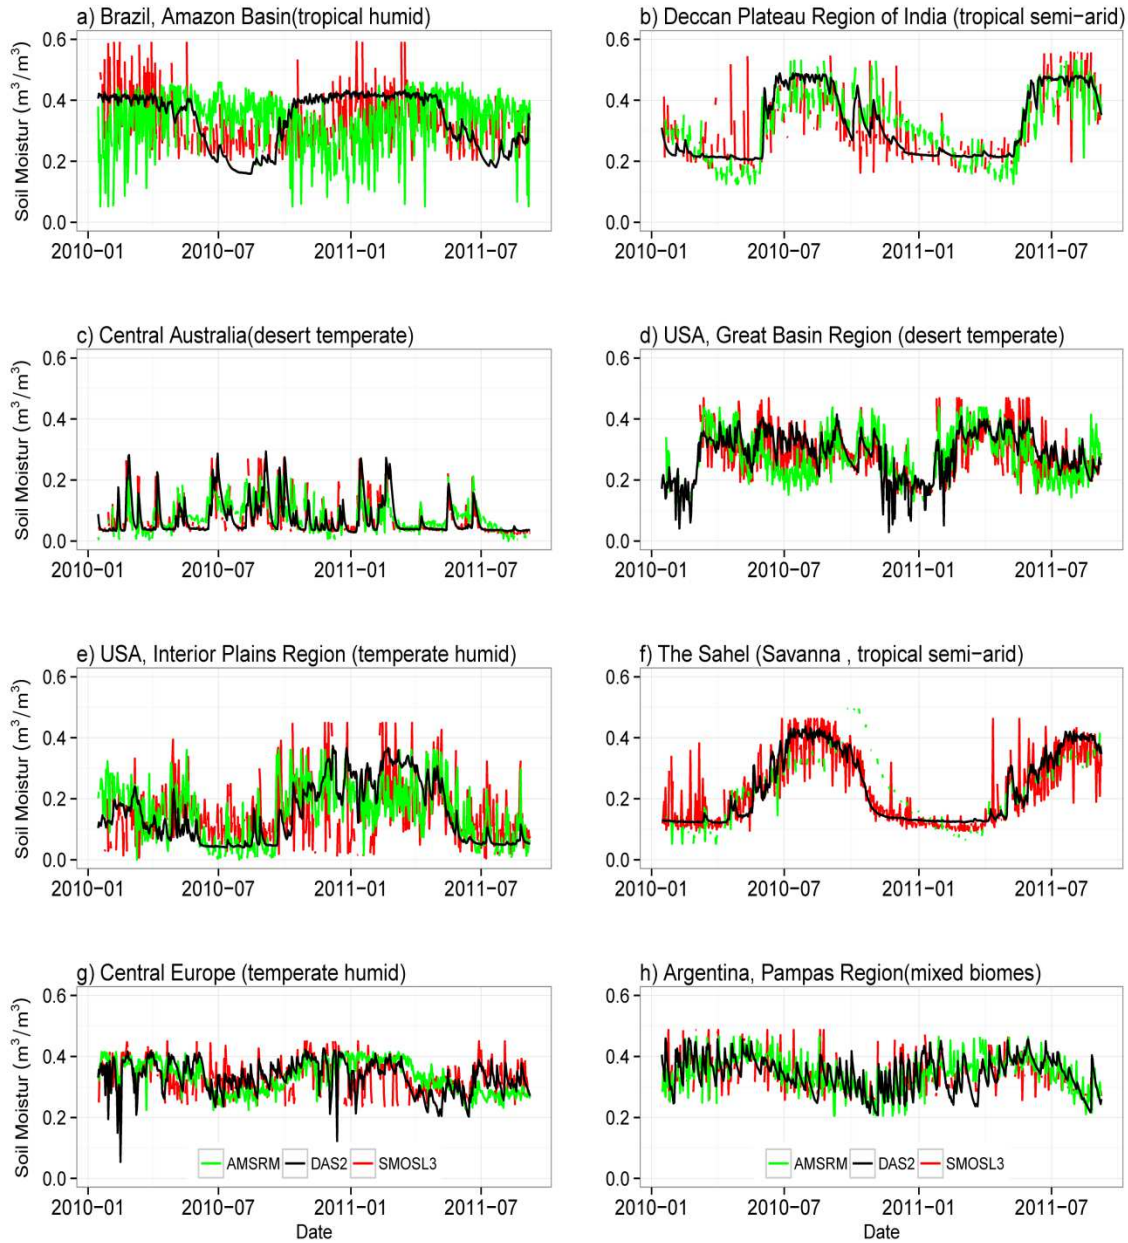 a) Brazil, Amazon Basin(tropical humid)
Soil Moistur (m³/m³)
0.6
0.4
0.2
0.0
2010−01 2010−07 2011−01 2011−07
b) Deccan Plateau Region of India (tropical semi−arid)
0.6
0.4
0.2
0.0
2010−01 2010−07 2011−01 2011−07
c) Central Australia(desert temperate)
Soil Moistur (m³/m³)
0.6
0.4
0.2
0.0
2010−01 2010−07 2011−01 2011−07
d) USA, Great Basin Region (desert temperate)
0.6
0.4
0.2
0.0
2010−01 2010−07 2011−01 2011−07
e) USA, Interior Plains Region (temperate humid)
Soil Moistur (m³/m³)
0.6
0.4
0.2
0.0
2010−01 2010−07 2011−01 2011−07
f) The Sahel (Savanna , tropical semi−arid)
0.6
0.4
0.2
0.0
2010−01 2010−07 2011−01 2011−07
g) Central Europe (temperate humid)
Soil Moistur (m³/m³)
0.6
0.4
0.2
0.0
AMSRM DAS2 SMOSL3
2010−01 2010−07 2011−01 2011−07
Date
h) Argentina, Pampas Region(mixed biomes)
0.6
0.4
0.2
0.0
AMSRM DAS2 SMOSL3
2010−01 2010−07 2011−01 2011−07
Date